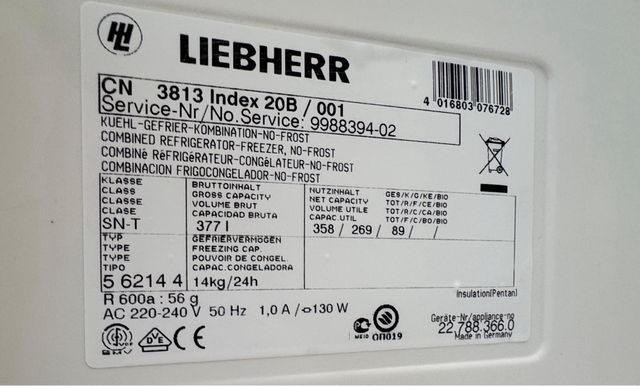 LIEBHERR
CN 3813 Index 20B / 001
4 016803 076728
Service-Nr/No.Service: 9988394-02
KUEHL-GEFRIER-KOMBINATION-NO-FROST
COMBINED REFRIGERATOR-FREEZER, NO-FROST
COMBINÉ RÉFRIGÉRATEUR-CONGÉLATEUR-NO-FROST
COMBINACION FRIGOCONGELADOR-NO-FROST
KLASSE BRUTTOINHALT NUTZINHALT GES/K/G/KE/BIO
CLASS GROSS CAPACITY NET CAPACITY TOT/R/F/CE/BIO
CLASSE VOLUME BRUT VOLUME UTILE TOT/R/C/CA/BIO
CLASE CAPACIDAD BRUTA CAPAC.UTIL TOT/F/C/BO/BIO
SN-T 377 l 358 / 269 / 89 /
TYP GEFRIERVERMÖGEN
TYPE FREEZING CAP.
TYPE POUVOIR DE CONGEL.
TIPO CAPAC.CONGELADORA
5 6214 4 14kg/24h
R 600a : 56 g Insulation(Pentan)
AC 220-240 V 50 Hz 1,0 A / 130 W
Geräte-Nr/appliance-no
22.788.366.0
Made in Germany
ME10 ОП019
DVE CE